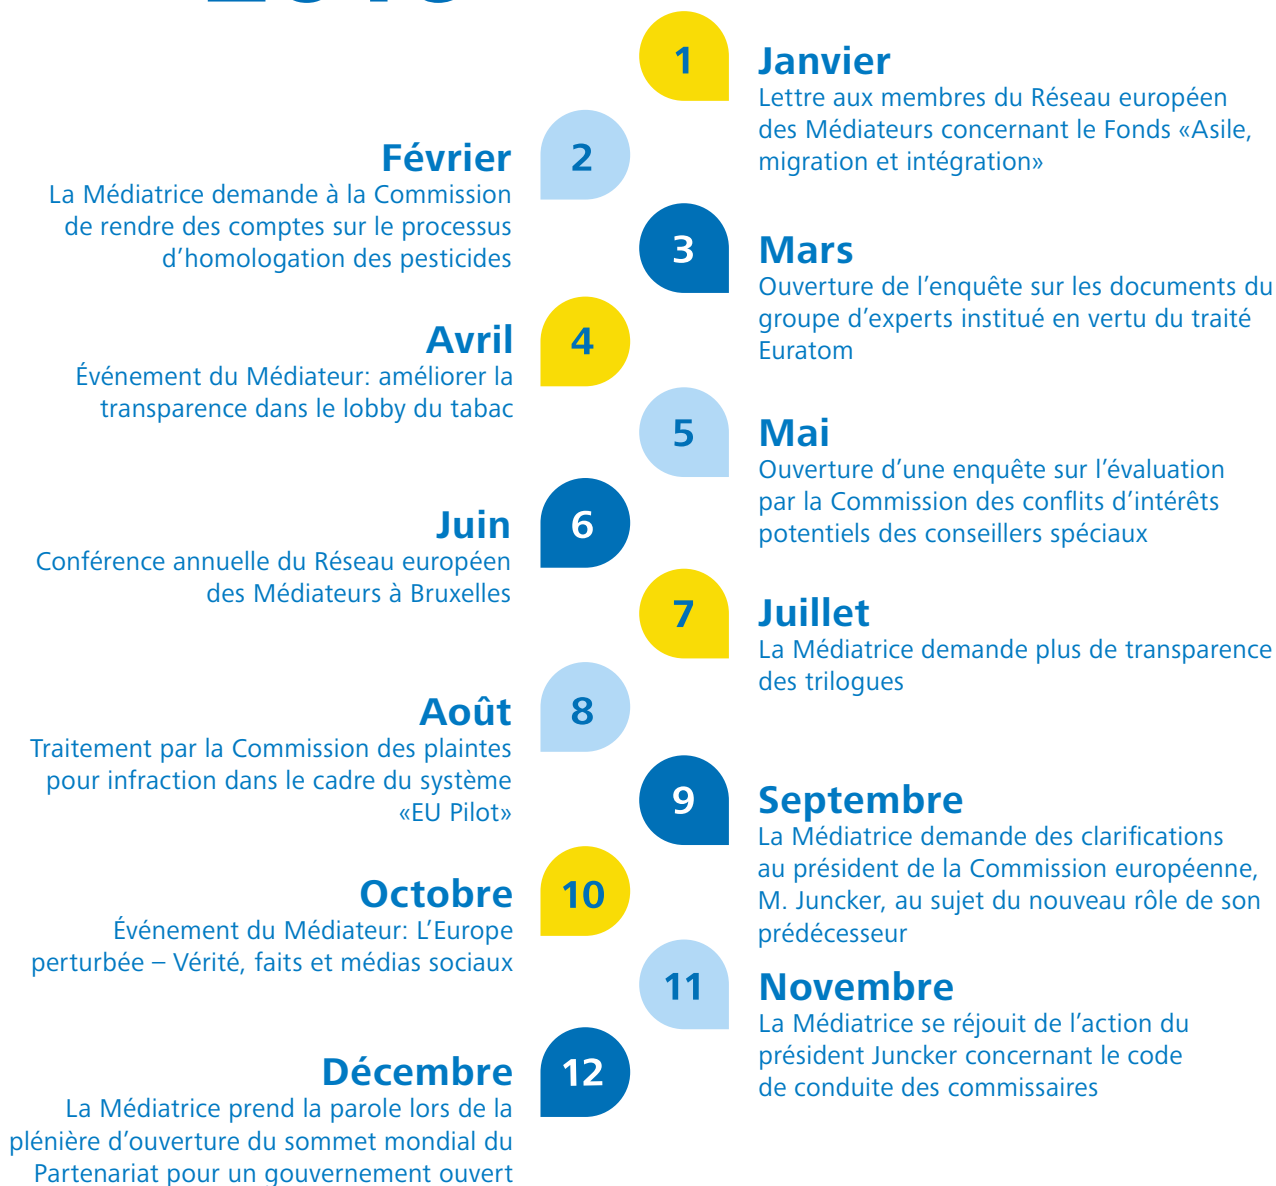 1
Janvier
Lettre aux membres du Réseau européen
des Médiateurs concernant le Fonds «Asile,
migration et intégration»
2
Février
La Médiatrice demande à la Commission
de rendre des comptes sur le processus
d’homologation des pesticides
3
Mars
Ouverture de l’enquête sur les documents du
groupe d’experts institué en vertu du traité
Euratom
4
Avril
Événement du Médiateur: améliorer la
transparence dans le lobby du tabac
5
Mai
Ouverture d’une enquête sur l’évaluation
par la Commission des conflits d’intérêts
potentiels des conseillers spéciaux
6
Juin
Conférence annuelle du Réseau européen
des Médiateurs à Bruxelles
7
Juillet
La Médiatrice demande plus de transparence
des trilogues
8
Août
Traitement par la Commission des plaintes
pour infraction dans le cadre du système
«EU Pilot»
9
Septembre
La Médiatrice demande des clarifications
au président de la Commission européenne,
M. Juncker, au sujet du nouveau rôle de son
prédécesseur
10
Octobre
Événement du Médiateur: L’Europe
perturbée – Vérité, faits et médias sociaux
11
Novembre
La Médiatrice se réjouit de l’action du
président Juncker concernant le code
de conduite des commissaires
12
Décembre
La Médiatrice prend la parole lors de la
plénière d’ouverture du sommet mondial du
Partenariat pour un gouvernement ouvert